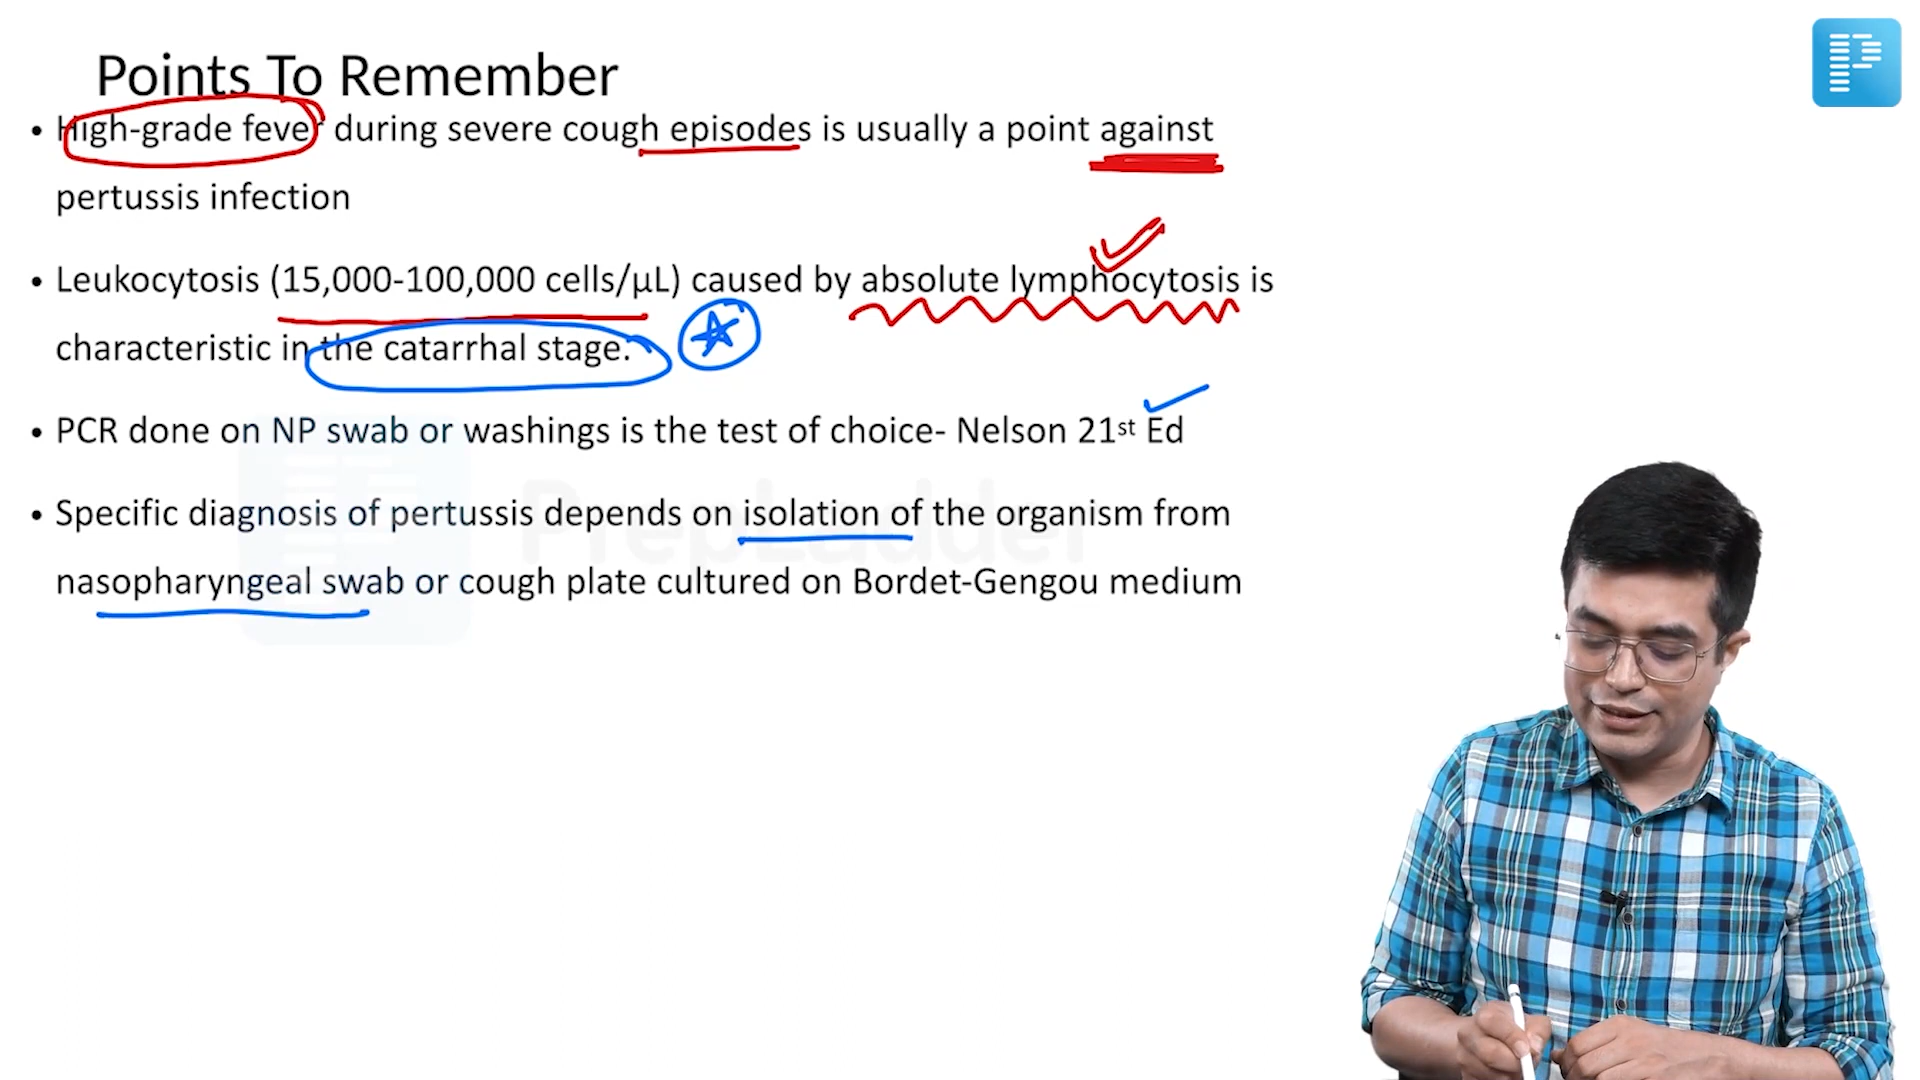 Points To Remember
• High-grade fever during severe cough episodes is usually a point against
pertussis infection
• Leukocytosis (15,000-100,000 cells/µL) caused by absolute lymphocytosis is
characteristic in the catarrhal stage.
• PCR done on NP swab or washings is the test of choice- Nelson 21st Ed
• Specific diagnosis of pertussis depends on isolation of the organism from
nasopharyngeal swab or cough plate cultured on Bordet-Gengou medium
PrepLadder